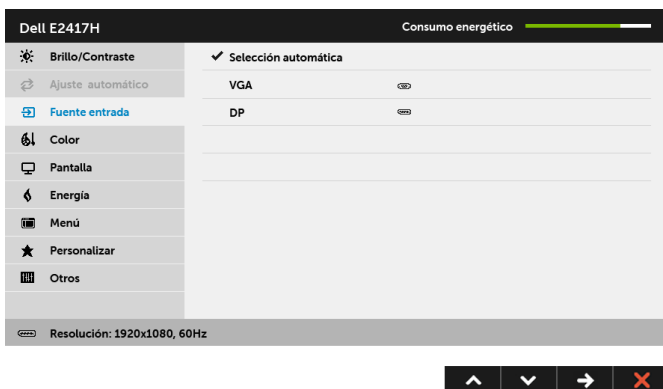 Dell E2417H
Consumo energético
Brillo/Contraste
Selección automática
Ajuste automático
VGA
Fuente entrada
DP
Color
Pantalla
Energía
Menú
Personalizar
Otros
Resolución: 1920x1080, 60Hz